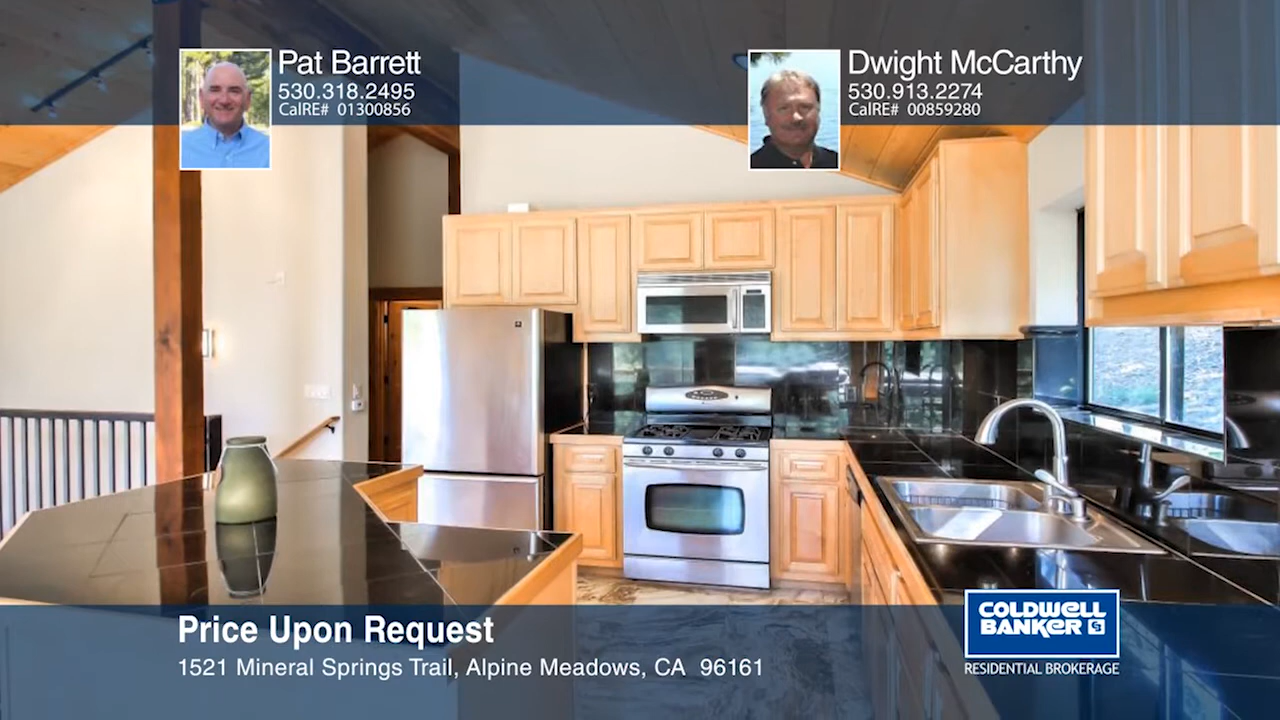 Pat Barrett
530.318.2495
CalRE# 01300856
Dwight McCarthy
530.913.2274
CalRE# 00859280
Price Upon Request
1521 Mineral Springs Trail, Alpine Meadows, CA 96161
COLDWELL
BANKER
RESIDENTIAL BROKERAGE